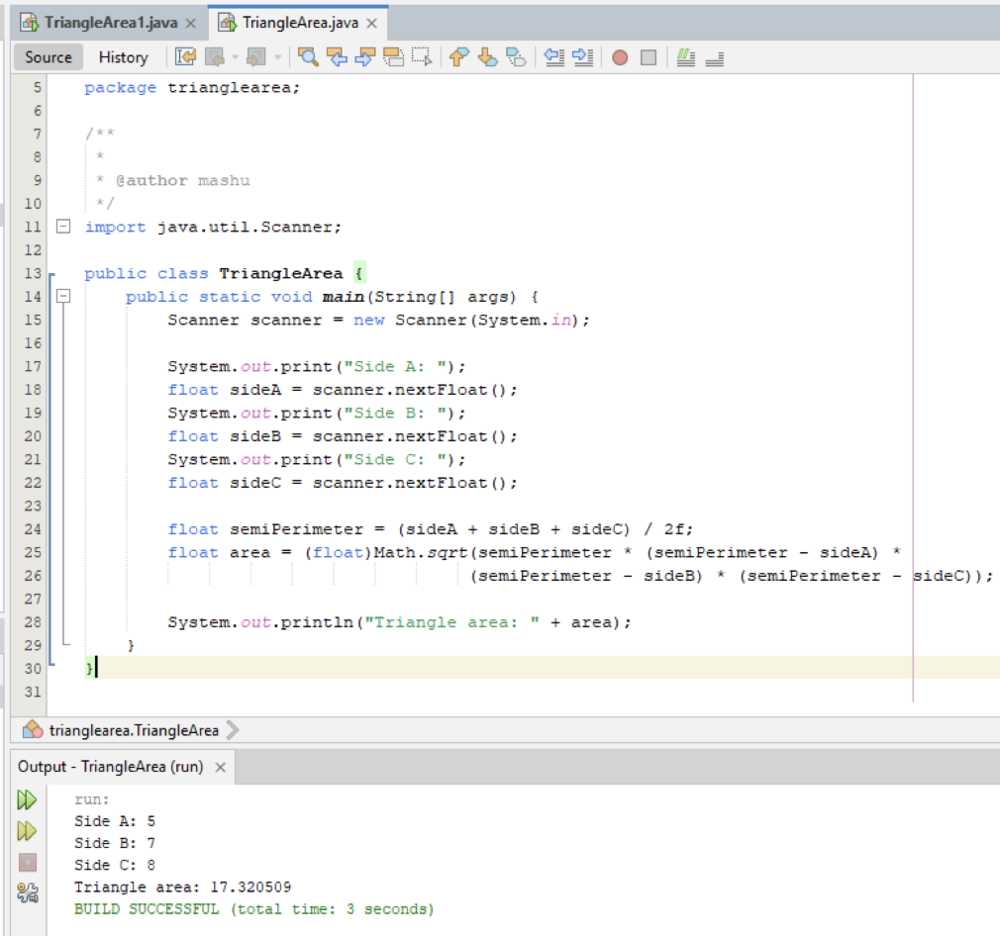 TriangleArea1.java TriangleArea.java
Source History
5 package trianglearea;
6
7 /**
8  *
9  * @author mashu
10  */
11 import java.util.Scanner;
12
13 public class TriangleArea {
14     public static void main(String[] args) {
15         Scanner scanner = new Scanner(System.in);
16
17         System.out.print("Side A: ");
18         float sideA = scanner.nextFloat();
19         System.out.print("Side B: ");
20         float sideB = scanner.nextFloat();
21         System.out.print("Side C: ");
22         float sideC = scanner.nextFloat();
23
24         float semiPerimeter = (sideA + sideB + sideC) / 2f;
25         float area = (float)Math.sqrt(semiPerimeter * (semiPerimeter - sideA) *
26                                      (semiPerimeter - sideB) * (semiPerimeter - sideC));
27
28         System.out.println("Triangle area: " + area);
29     }
30 }
31
trianglearea.TriangleArea
Output - TriangleArea (run)
run:
Side A: 5
Side B: 7
Side C: 8
Triangle area: 17.320509
BUILD SUCCESSFUL (total time: 3 seconds)